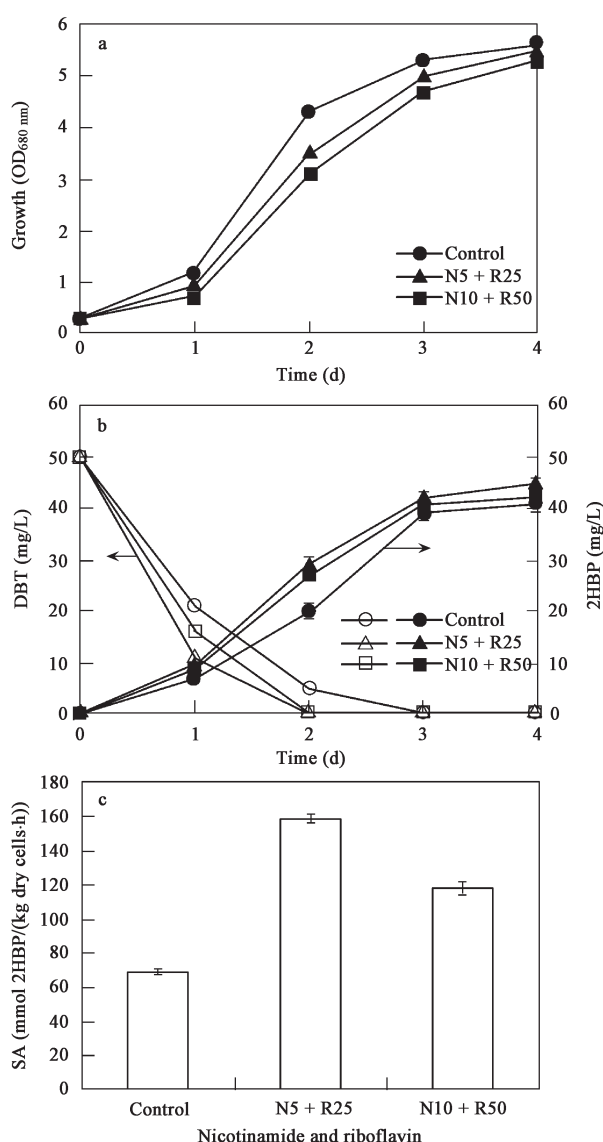 a
6
5
4
3
2
1
0
Growth (OD680 nm)
Control
N5 + R25
N10 + R50
0 1 2 3 4
Time (d)
b
60 60
50 50
40 40
30 30
20 20
10 10
0 0
DBT (mg/L)
2HBP (mg/L)
Control
N5 + R25
N10 + R50
0 1 2 3 4
Time (d)
c
180
160
140
120
100
80
60
40
20
0
SA (mmol 2HBP/(kg dry cells·h))
Control N5 + R25 N10 + R50
Nicotinamide and riboflavin